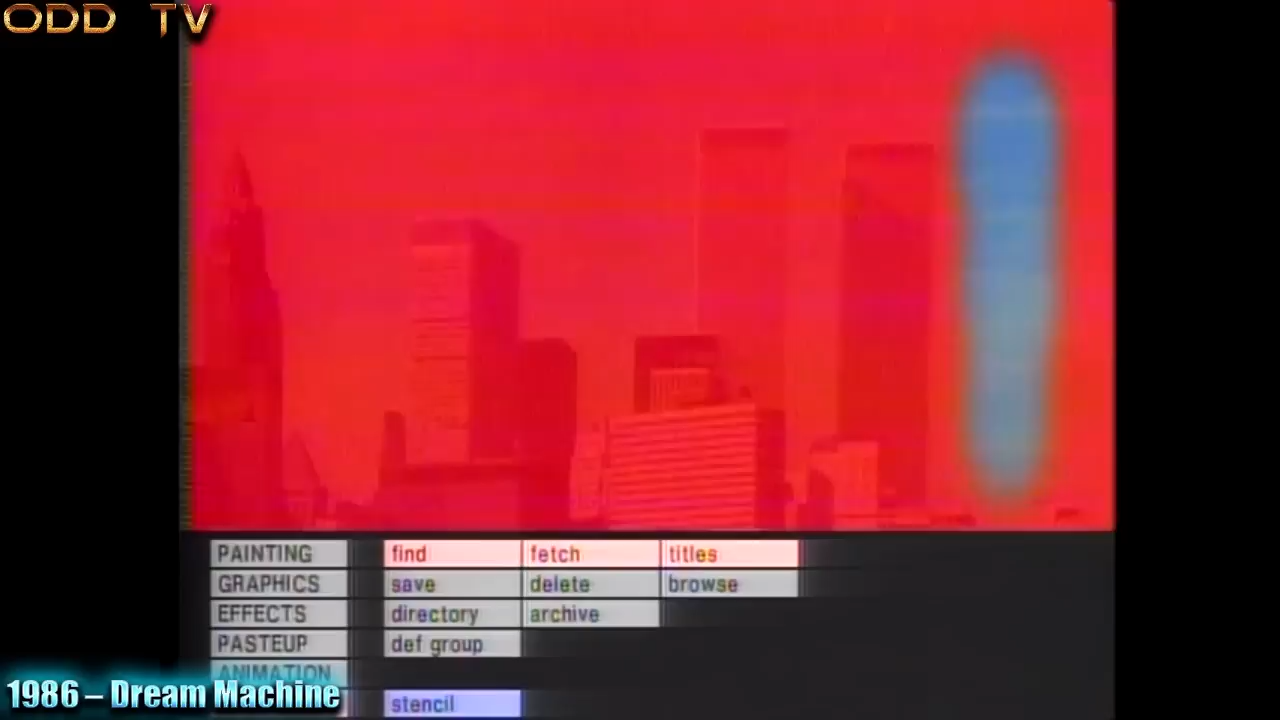 ODD TV
PAINTING find fetch titles
GRAPHICS save delete browse
EFFECTS directory archive
PASTEUP def group
ANIMATION
stencil
1986 – Dream Machine